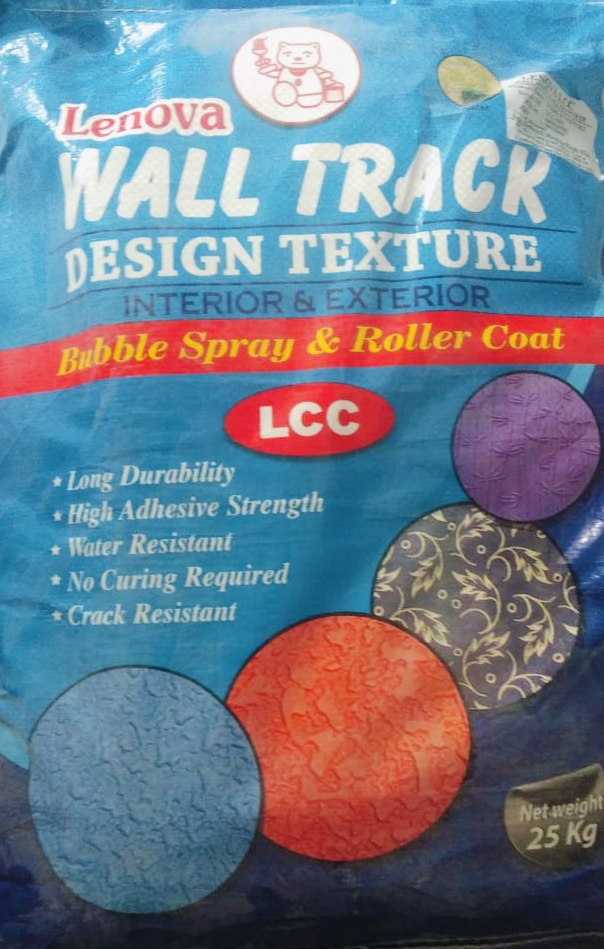 Lenova
WALL TRACK
DESIGN TEXTURE
INTERIOR & EXTERIOR
Bubble Spray & Roller Coat
LCC
★ Long Durability
★ High Adhesive Strength
★ Water Resistant
★ No Curing Required
★ Crack Resistant
Net weight
25 Kg